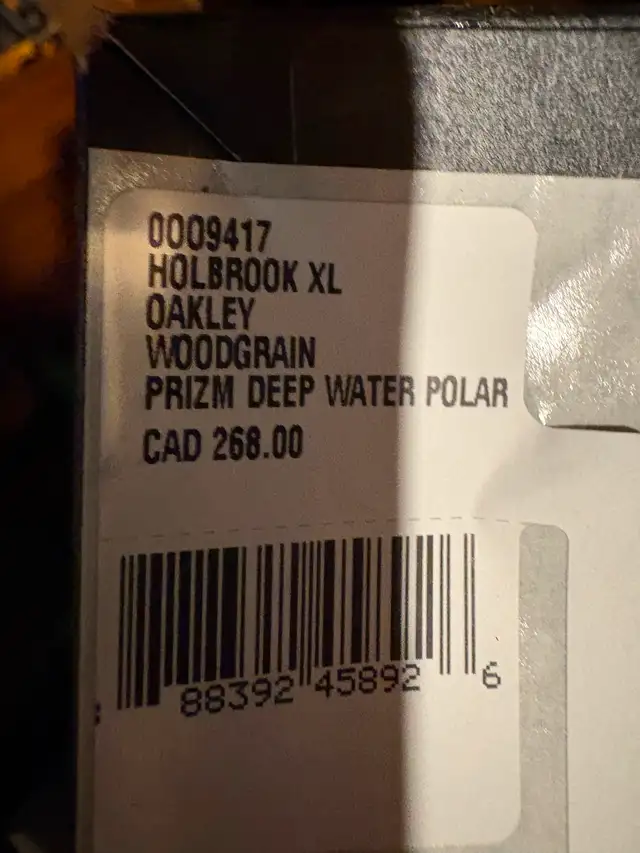 0009417
HOLBROOK XL
OAKLEY
WOODGRAIN
PRIZM DEEP WATER POLAR
CAD 268.00
88392 45892 6